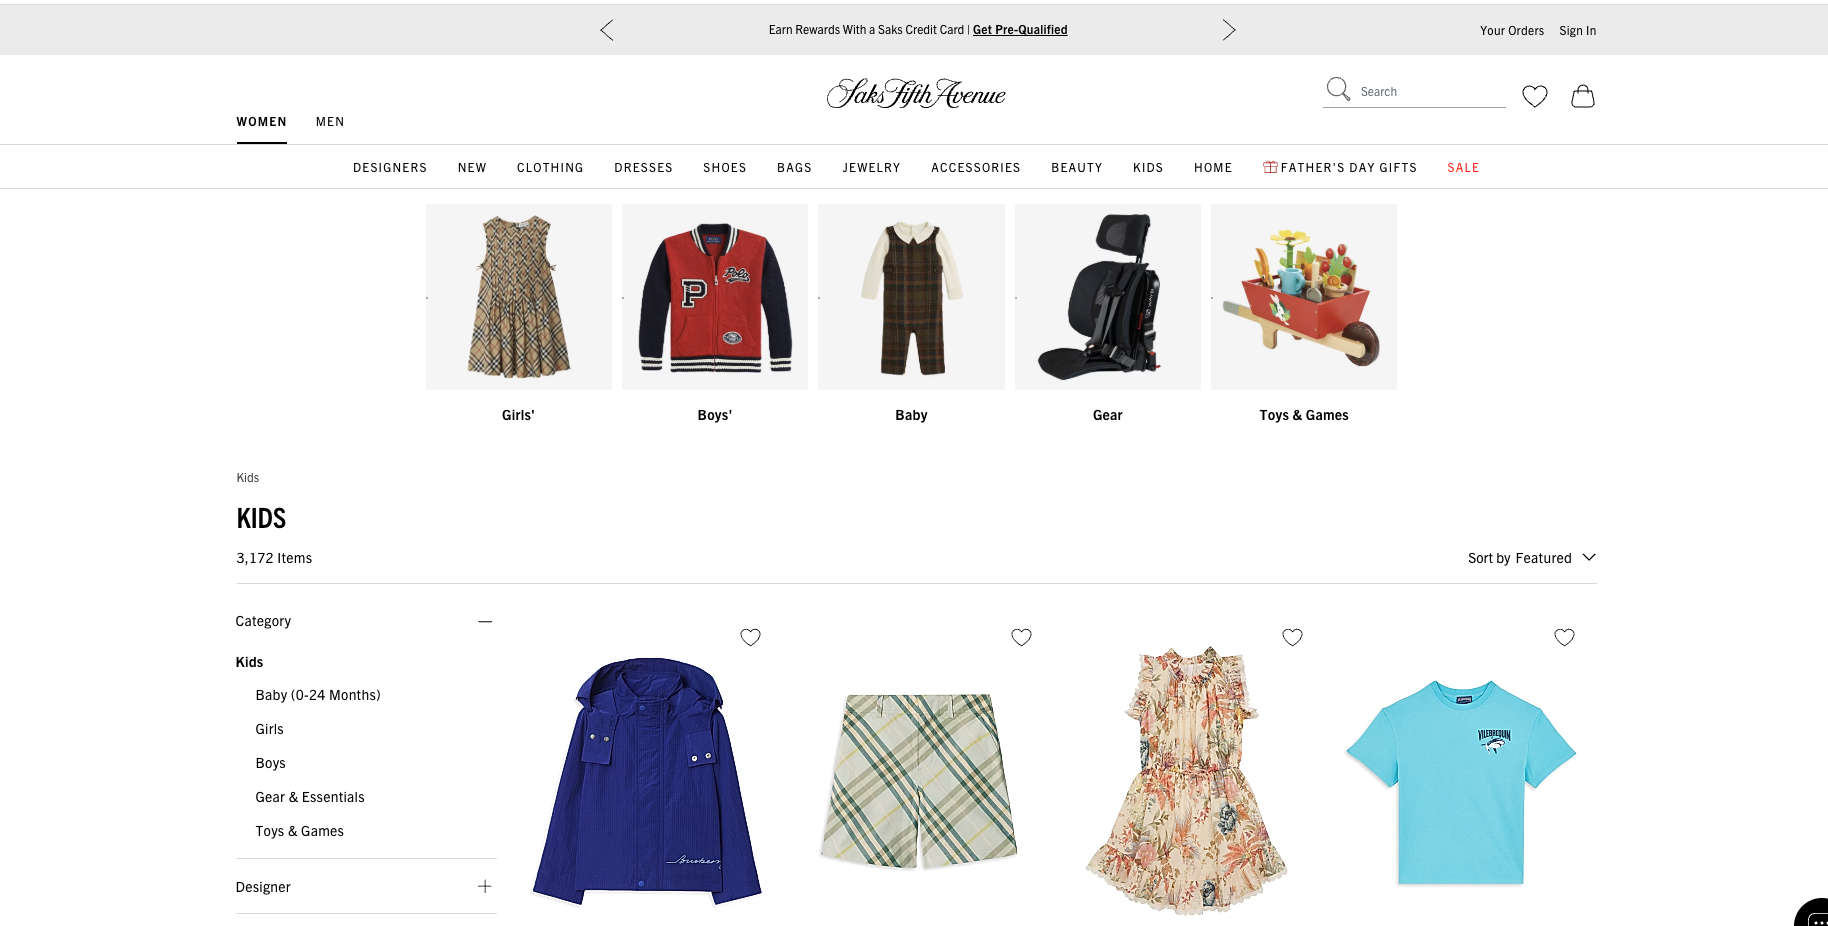 Earn Rewards With a Saks Credit Card | Get Pre-Qualified
Your Orders Sign In
Saks Fifth Avenue
Search
WOMEN MEN
DESIGNERS NEW CLOTHING DRESSES SHOES BAGS JEWELRY ACCESSORIES BEAUTY KIDS HOME FATHER'S DAY GIFTS SALE
P Polo
Girls' Boys' Baby Gear Toys & Games
Kids
KIDS
3,172 Items
Sort by Featured
Category
Kids
Baby (0-24 Months)
Girls
Boys
Gear & Essentials
Toys & Games
Designer
VILEBREQUIN